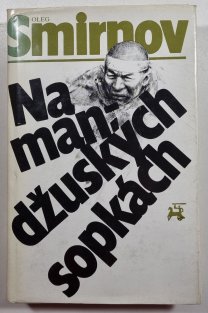 OLEG
Smirnov
Na
man-
džuských
sopkách